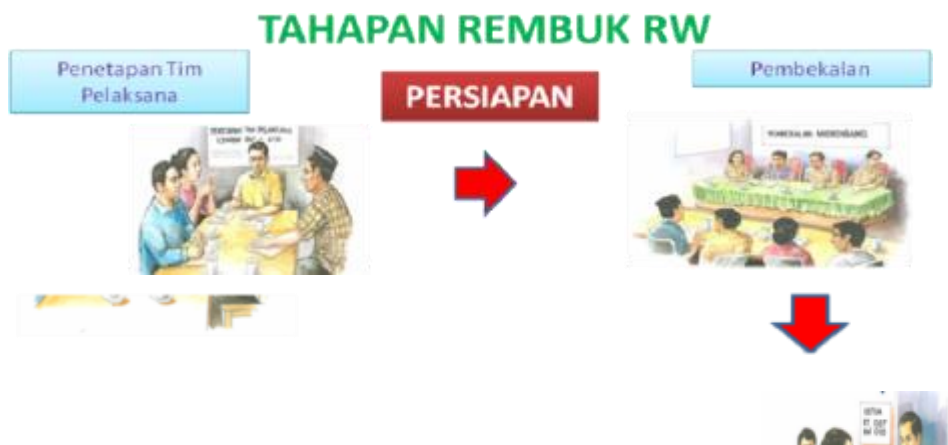 TAHAPAN REMBUK RW
Penetapan Tim
Pelaksana
PERSIAPAN
Pembekalan